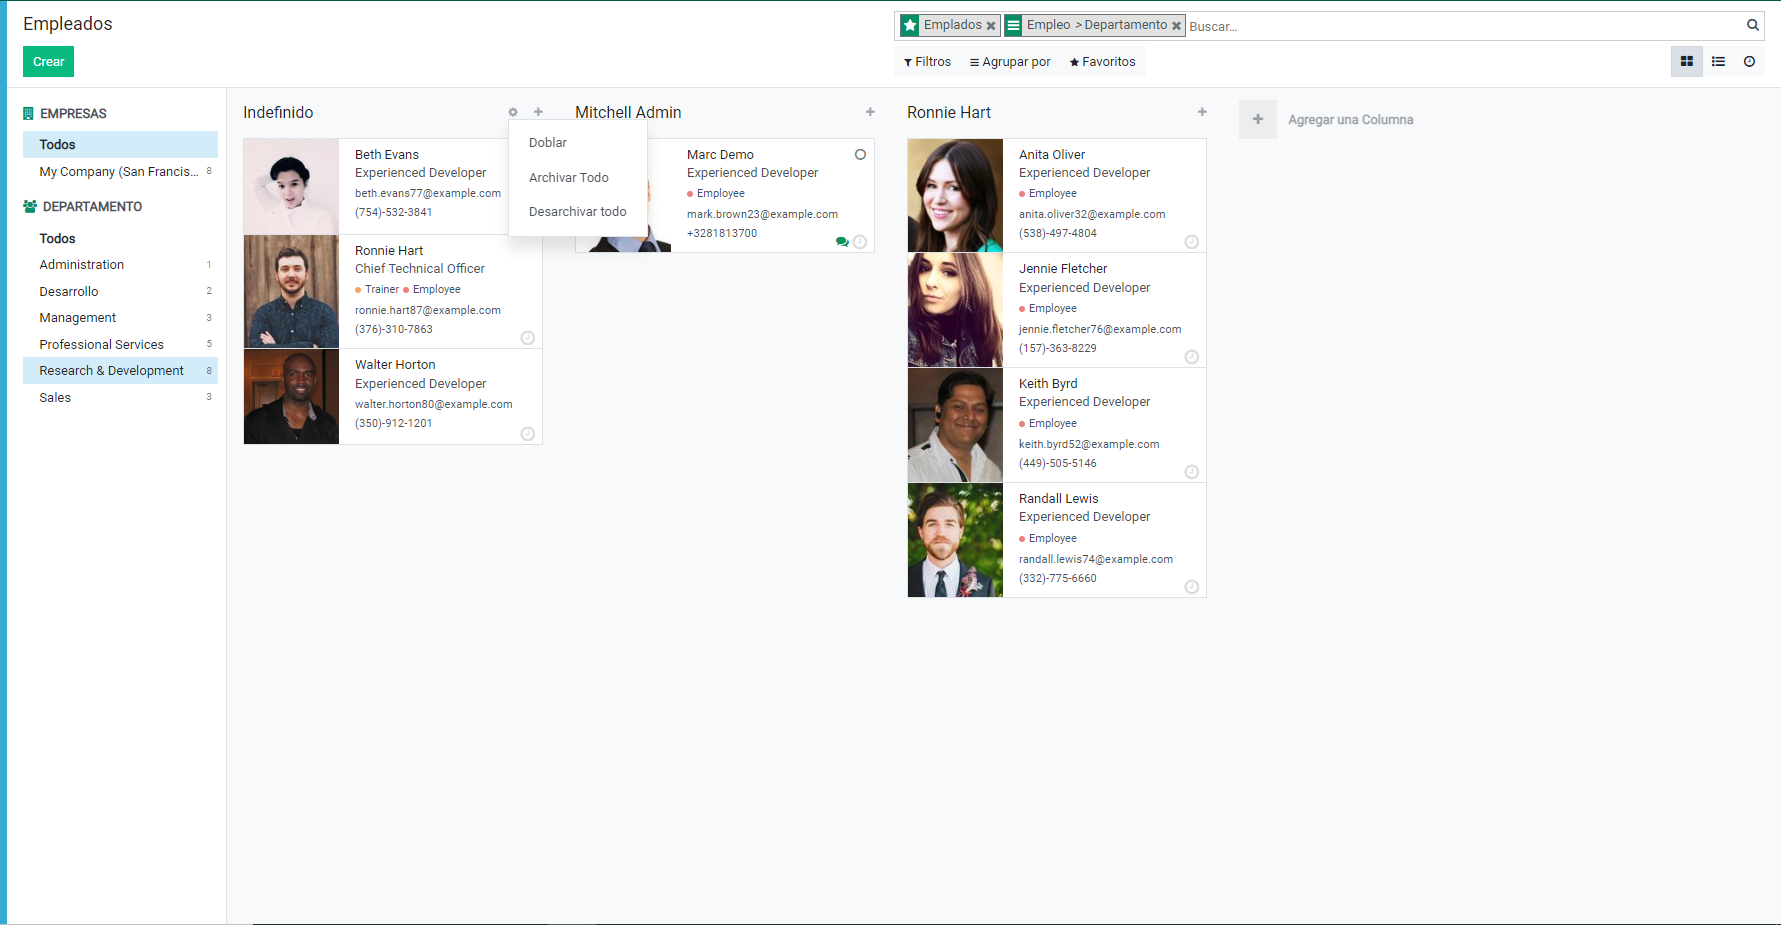 Empleados
Emplados
Empleo > Departamento
Buscar...
Crear
Filtros
Agrupar por
Favoritos
EMPRESAS
Todos
My Company (San Francis... 8
DEPARTAMENTO
Todos
Administration 1
Desarrollo 2
Management 3
Professional Services 5
Research & Development 8
Sales 3
Indefinido
Doblar
Archivar Todo
Desarchivar todo
Beth Evans
Experienced Developer
beth.evans77@example.com
(754)-532-3841
Ronnie Hart
Chief Technical Officer
Trainer Employee
ronnie.hart87@example.com
(376)-310-7863
Walter Horton
Experienced Developer
walter.horton80@example.com
(350)-912-1201
Mitchell Admin
Marc Demo
Experienced Developer
Employee
mark.brown23@example.com
+3281813700
Ronnie Hart
Anita Oliver
Experienced Developer
Employee
anita.oliver32@example.com
(538)-497-4804
Jennie Fletcher
Experienced Developer
Employee
jennie.fletcher76@example.com
(157)-363-8229
Keith Byrd
Experienced Developer
Employee
keith.byrd52@example.com
(449)-505-5146
Randall Lewis
Experienced Developer
Employee
randall.lewis74@example.com
(332)-775-6660
Agregar una Columna